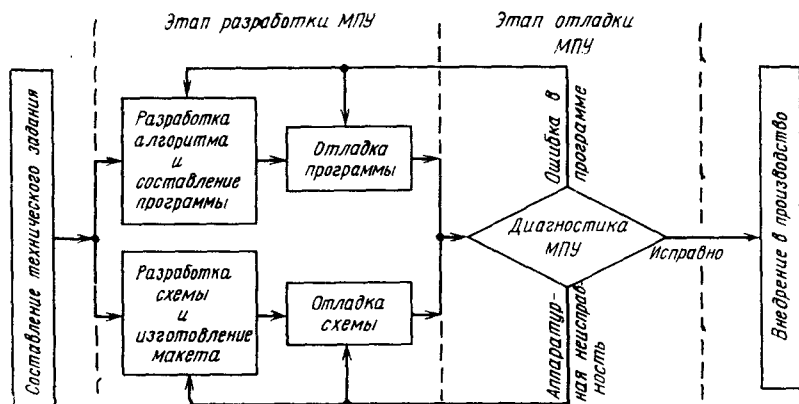 Этап разработки МПУ
Этап отладки
МПУ
Составление технического задания
Разработка
алгоритма
и
составление
программы
Отладка
программы
Ошибка в
программе
Диагностика
МПУ
Исправно
Внедрение в производство
Разработка
схемы
и
изготовление
макета
Отладка
схемы
Аппаратур-
ная неисправ-
ность